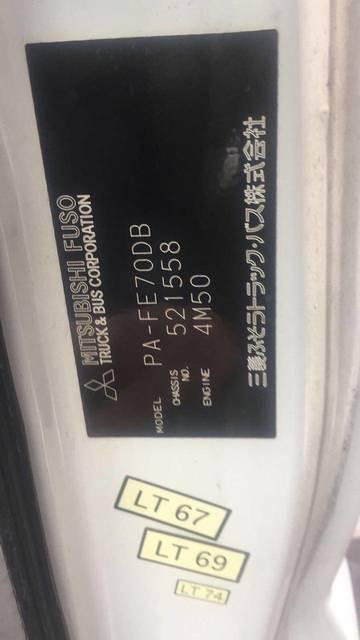 MITSUBISHI FUSO
TRUCK & BUS CORPORATION
MODEL PA-FE70DB
CHASSIS NO. 521558
ENGINE 4M50
三菱ふそうトラック・バス株式会社
LT 67
LT 69
LT 74